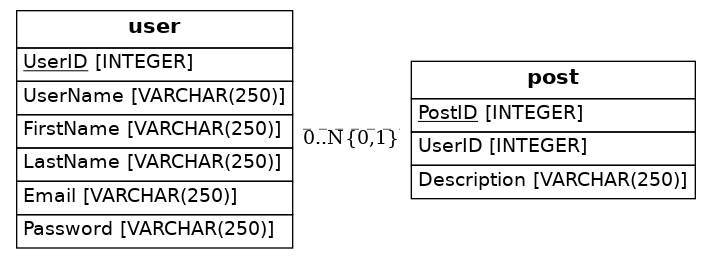 user
UserID [INTEGER]
UserName [VARCHAR(250)]
FirstName [VARCHAR(250)]
LastName [VARCHAR(250)]
Email [VARCHAR(250)]
Password [VARCHAR(250)]
0..N{0,1}
post
PostID [INTEGER]
UserID [INTEGER]
Description [VARCHAR(250)]